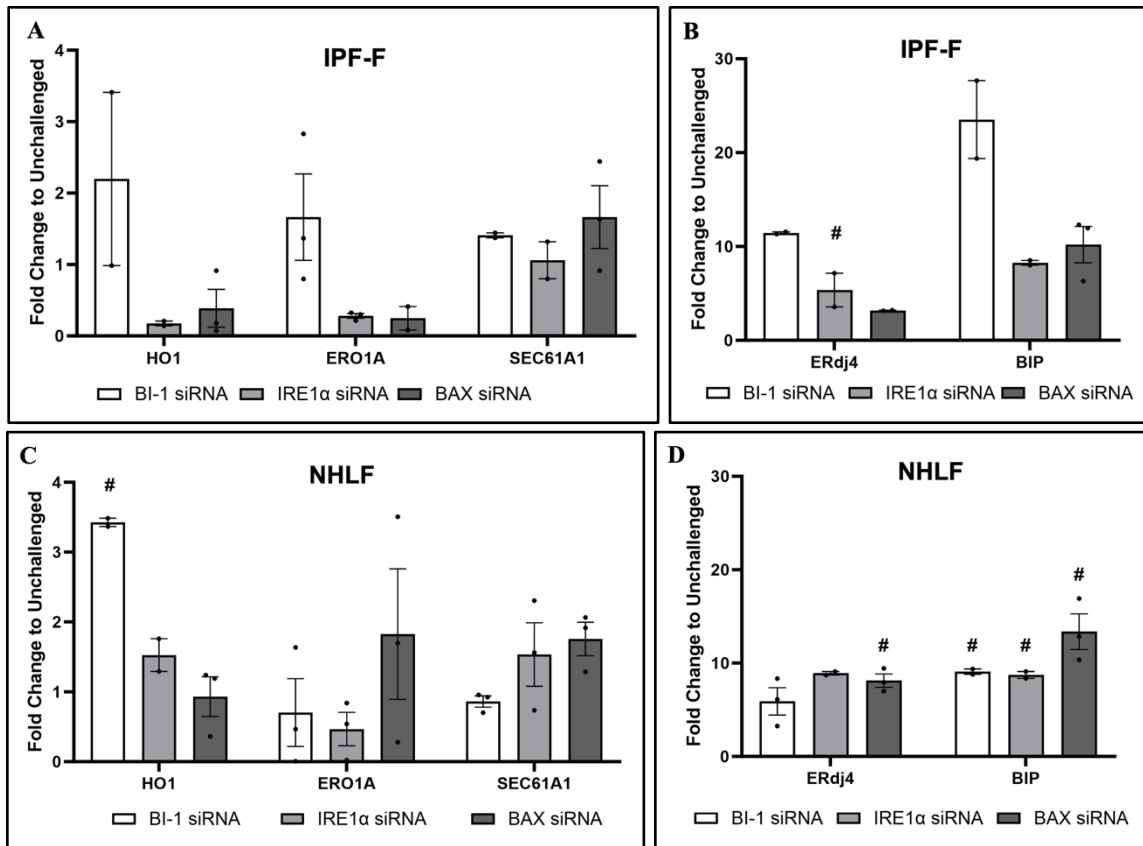 A
IPF-F
Fold Change to Unchallenged
4
3
2
1
0
HO1 ERO1A SEC61A1
BI-1 siRNA IRE1α siRNA BAX siRNA
B
IPF-F
Fold Change to Unchallenged
30
20
10
0
#
ERdj4 BIP
BI-1 siRNA IRE1α siRNA BAX siRNA
C
NHLF
Fold Change to Unchallenged
4
3
2
1
0
#
HO1 ERO1A SEC61A1
BI-1 siRNA IRE1α siRNA BAX siRNA
D
NHLF
Fold Change to Unchallenged
30
20
10
0
# # # #
ERdj4 BIP
BI-1 siRNA IRE1α siRNA BAX siRNA